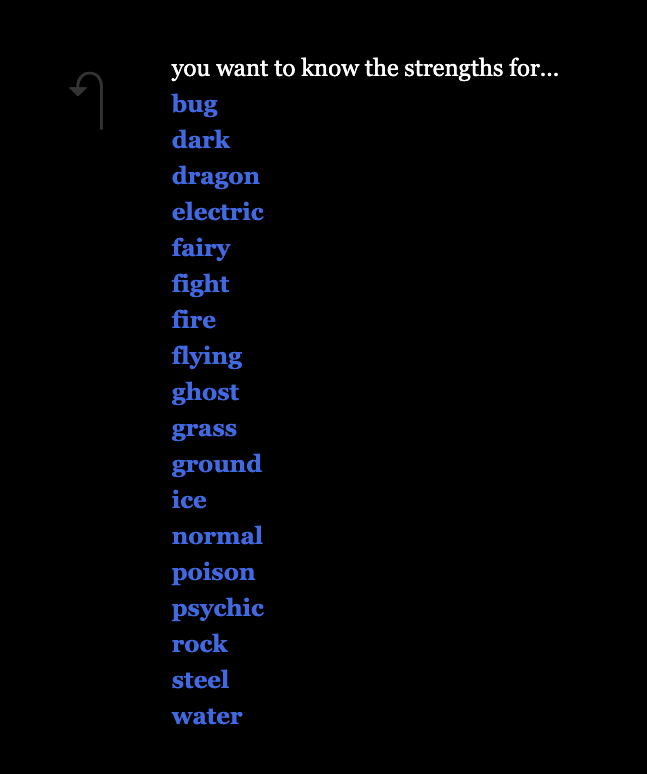 you want to know the strengths for...
bug
dark
dragon
electric
fairy
fight
fire
flying
ghost
grass
ground
ice
normal
poison
psychic
rock
steel
water